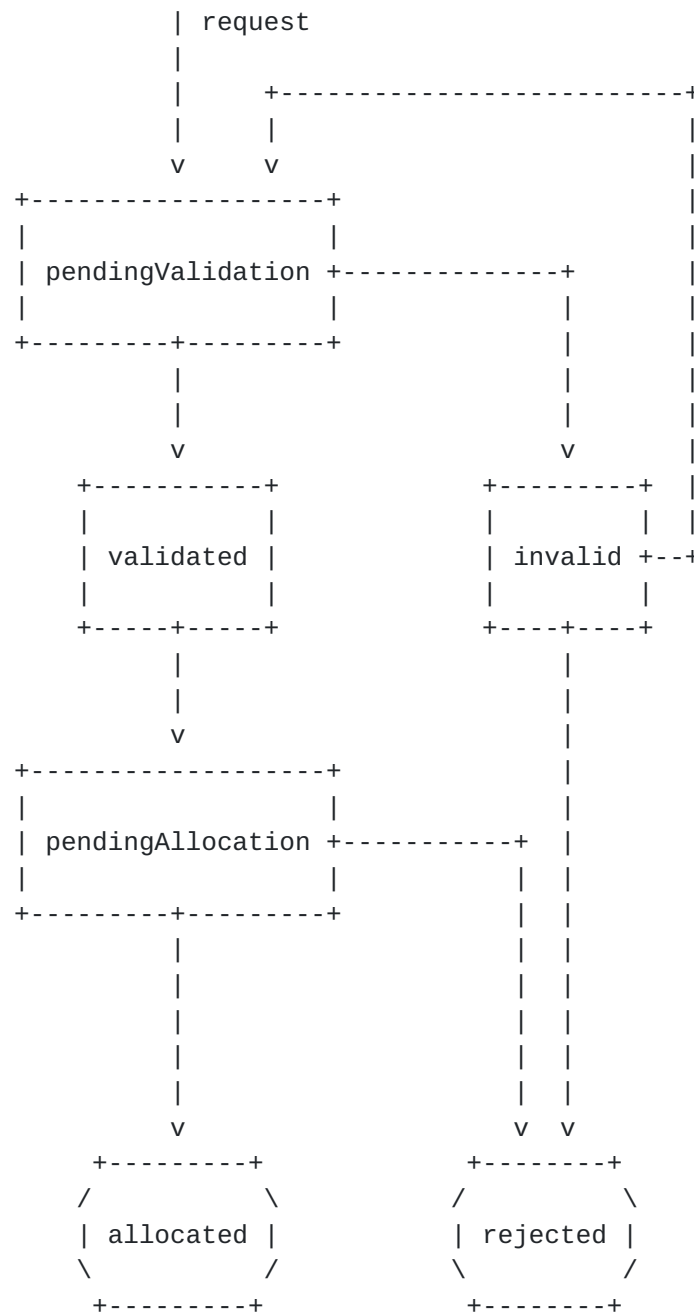 request
pendingValidation
validated
invalid
pendingAllocation
allocated
rejected